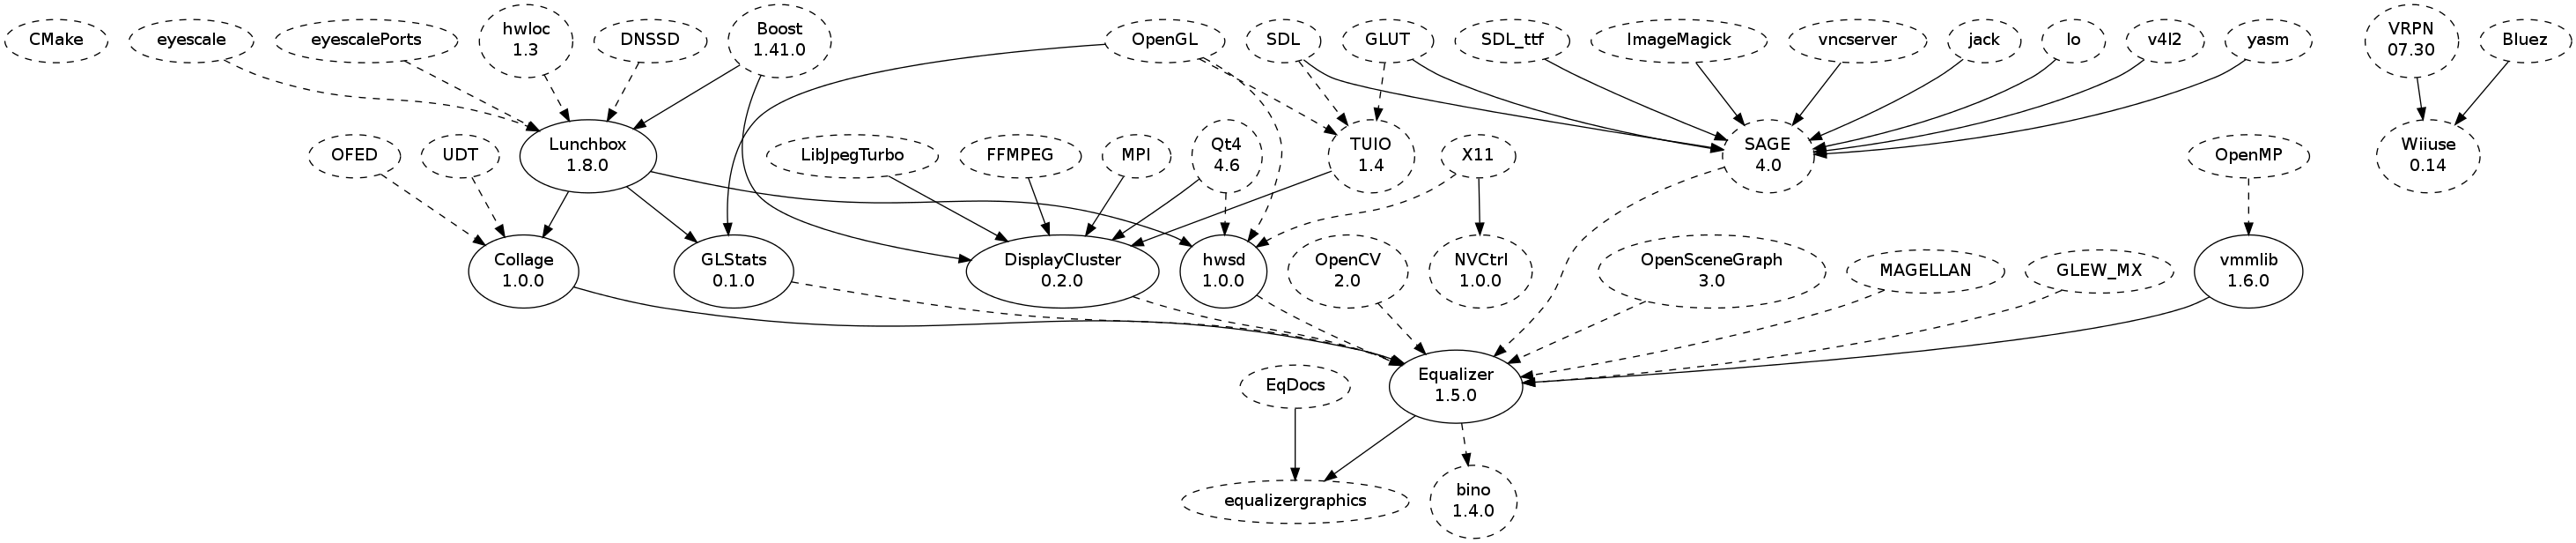 CMake
eyescale
eyescalePorts
hwloc
1.3
DNSSD
Boost
1.41.0
OpenGL
SDL
GLUT
SDL_ttf
ImageMagick
vncserver
jack
lo
v4l2
yasm
VRPN
07.30
Bluez
OFED
UDT
Lunchbox
1.8.0
LibJpegTurbo
FFMPEG
MPI
Qt4
4.6
TUIO
1.4
X11
SAGE
4.0
OpenMP
Wiiuse
0.14
Collage
1.0.0
GLStats
0.1.0
DisplayCluster
0.2.0
hwsd
1.0.0
OpenCV
2.0
NVCtrl
1.0.0
OpenSceneGraph
3.0
MAGELLAN
GLEW_MX
vmmlib
1.6.0
EqDocs
Equalizer
1.5.0
equalizergraphics
bino
1.4.0